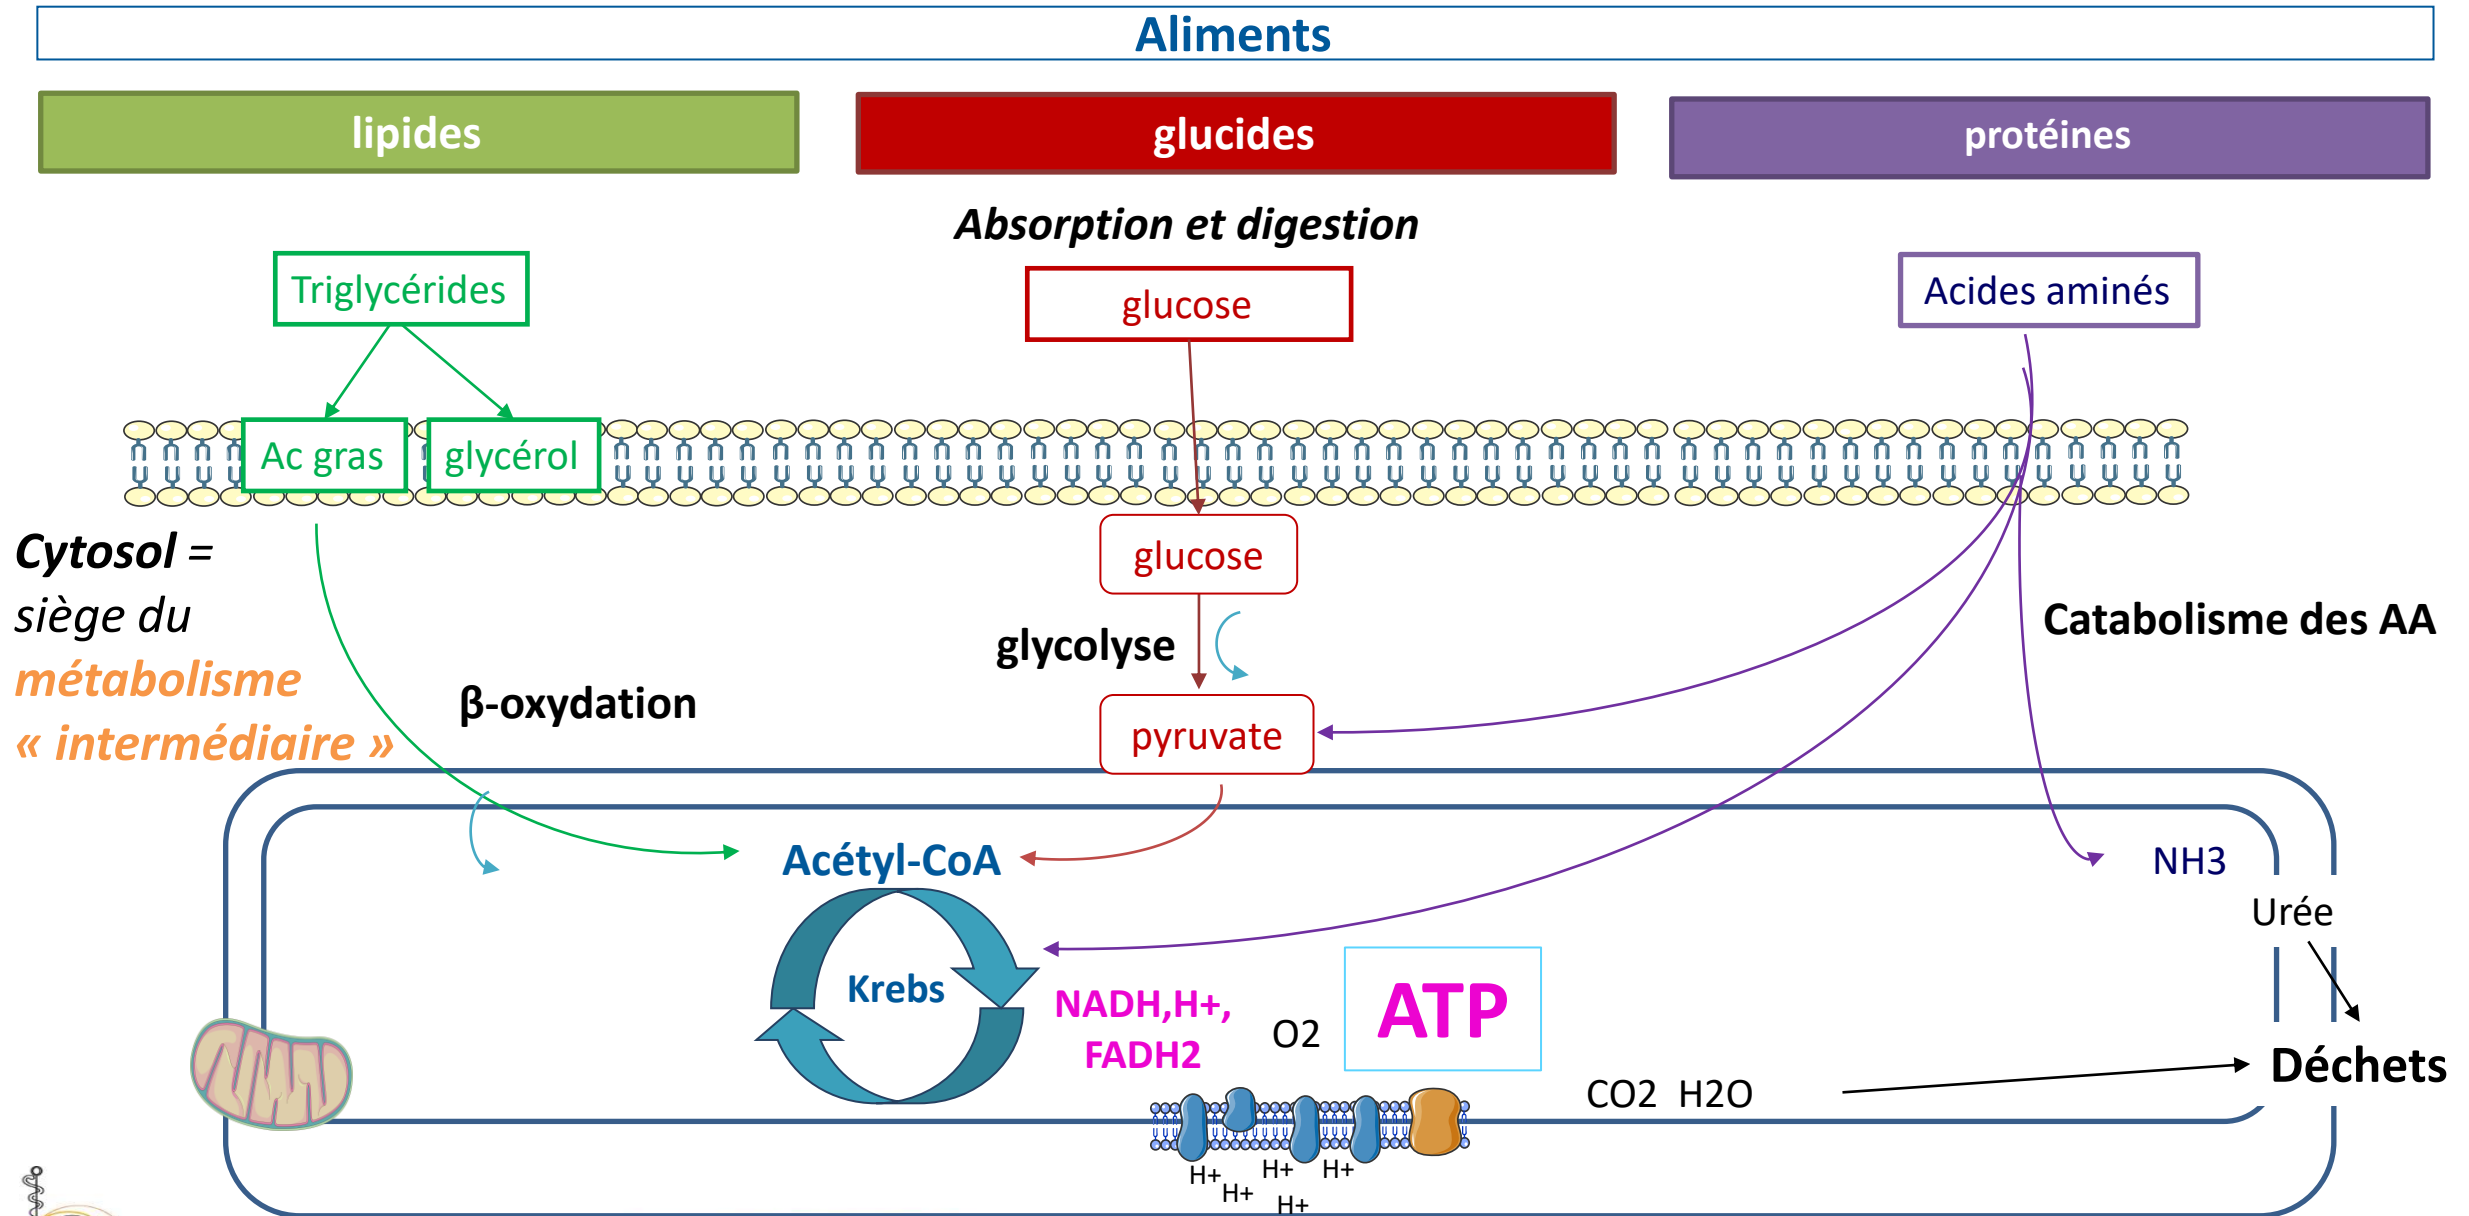 Aliments
lipides
glucides
protéines
Absorption et digestion
Triglycérides
glucose
Acides aminés
Ac gras
glycérol
Cytosol =
siège du
métabolisme
« intermédiaire »
glucose
glycolyse
Catabolisme des AA
β-oxydation
pyruvate
Acétyl-CoA
NH3
Urée
Krebs
NADH,H+,
FADH2
O2
ATP
CO2 H2O
Déchets
H+
H+
H+
H+
H+